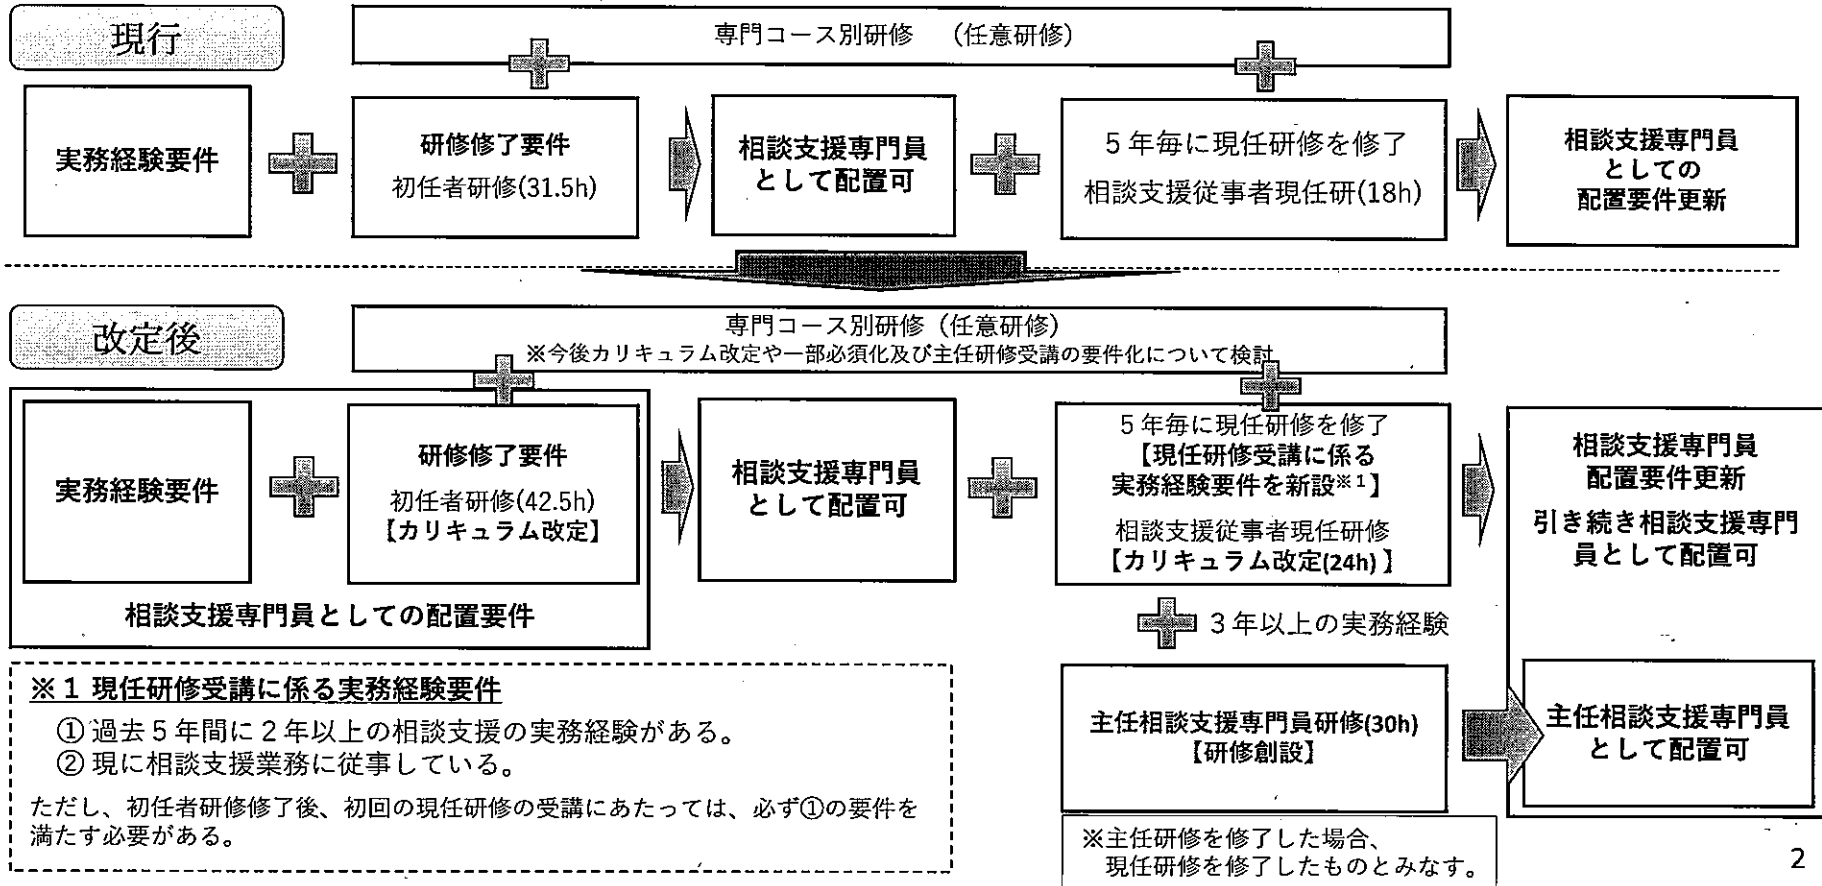 現行
専門コース別研修　（任意研修）
実務経験要件
研修修了要件
初任者研修(31.5h)
相談支援専門員
として配置可
５年毎に現任研修を修了
相談支援従事者現任研(18h)
相談支援専門員
としての
配置要件更新
改定後
専門コース別研修（任意研修）
※今後カリキュラム改定や一部必須化及び主任研修受講の要件化について検討
実務経験要件
研修修了要件
初任者研修(42.5h)
【カリキュラム改定】
相談支援専門員としての配置要件
相談支援専門員
として配置可
５年毎に現任研修を修了
【現任研修受講に係る
実務経験要件を新設※１】
相談支援従事者現任研修
【カリキュラム改定(24h)】
３年以上の実務経験
主任相談支援専門員研修(30h)
【研修創設】
※主任研修を修了した場合、
現任研修を修了したものとみなす。
相談支援専門員
配置要件更新
引き続き相談支援専門
員として配置可
主任相談支援専門員
として配置可
※１ 現任研修受講に係る実務経験要件
① 過去５年間に２年以上の相談支援の実務経験がある。
② 現に相談支援業務に従事している。
ただし、初任者研修修了後、初回の現任研修の受講にあたっては、必ず①の要件を
満たす必要がある。
2